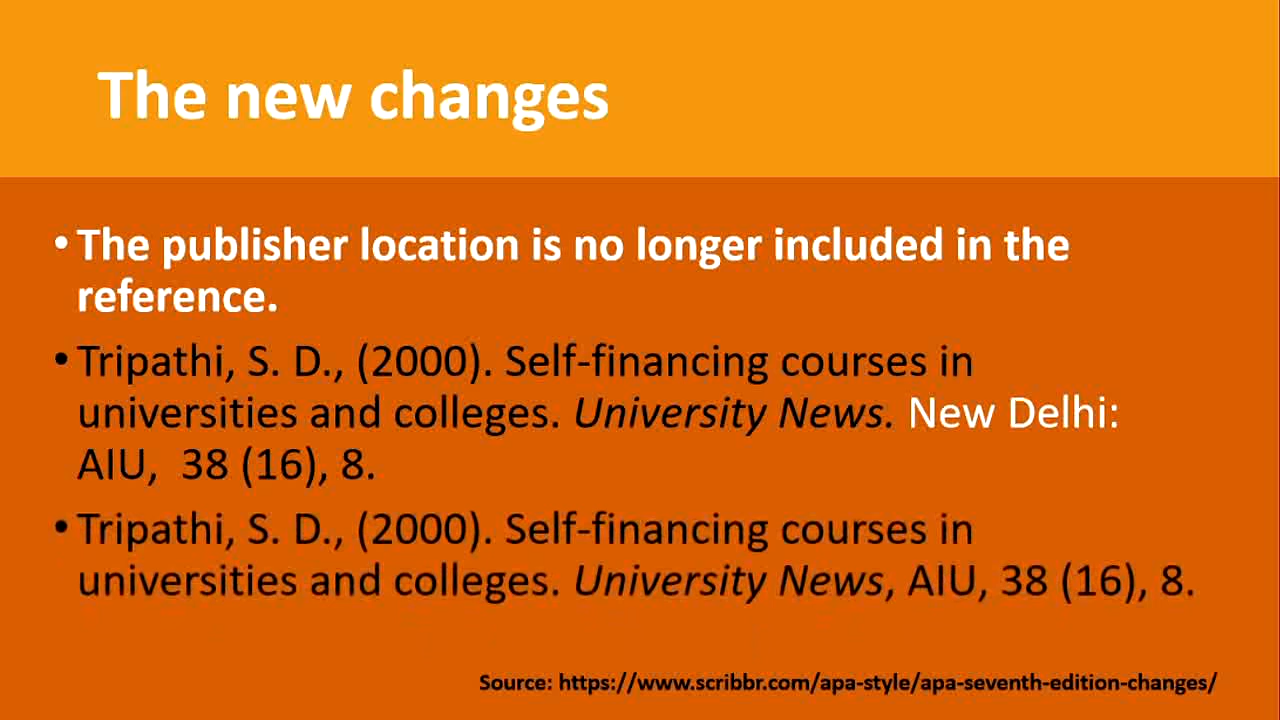 The new changes
• The publisher location is no longer included in the
reference.
• Tripathi, S. D., (2000). Self-financing courses in
universities and colleges. University News. New Delhi:
AIU,  38 (16), 8.
• Tripathi, S. D., (2000). Self-financing courses in
universities and colleges. University News, AIU, 38 (16), 8.
Source: https://www.scribbr.com/apa-style/apa-seventh-edition-changes/